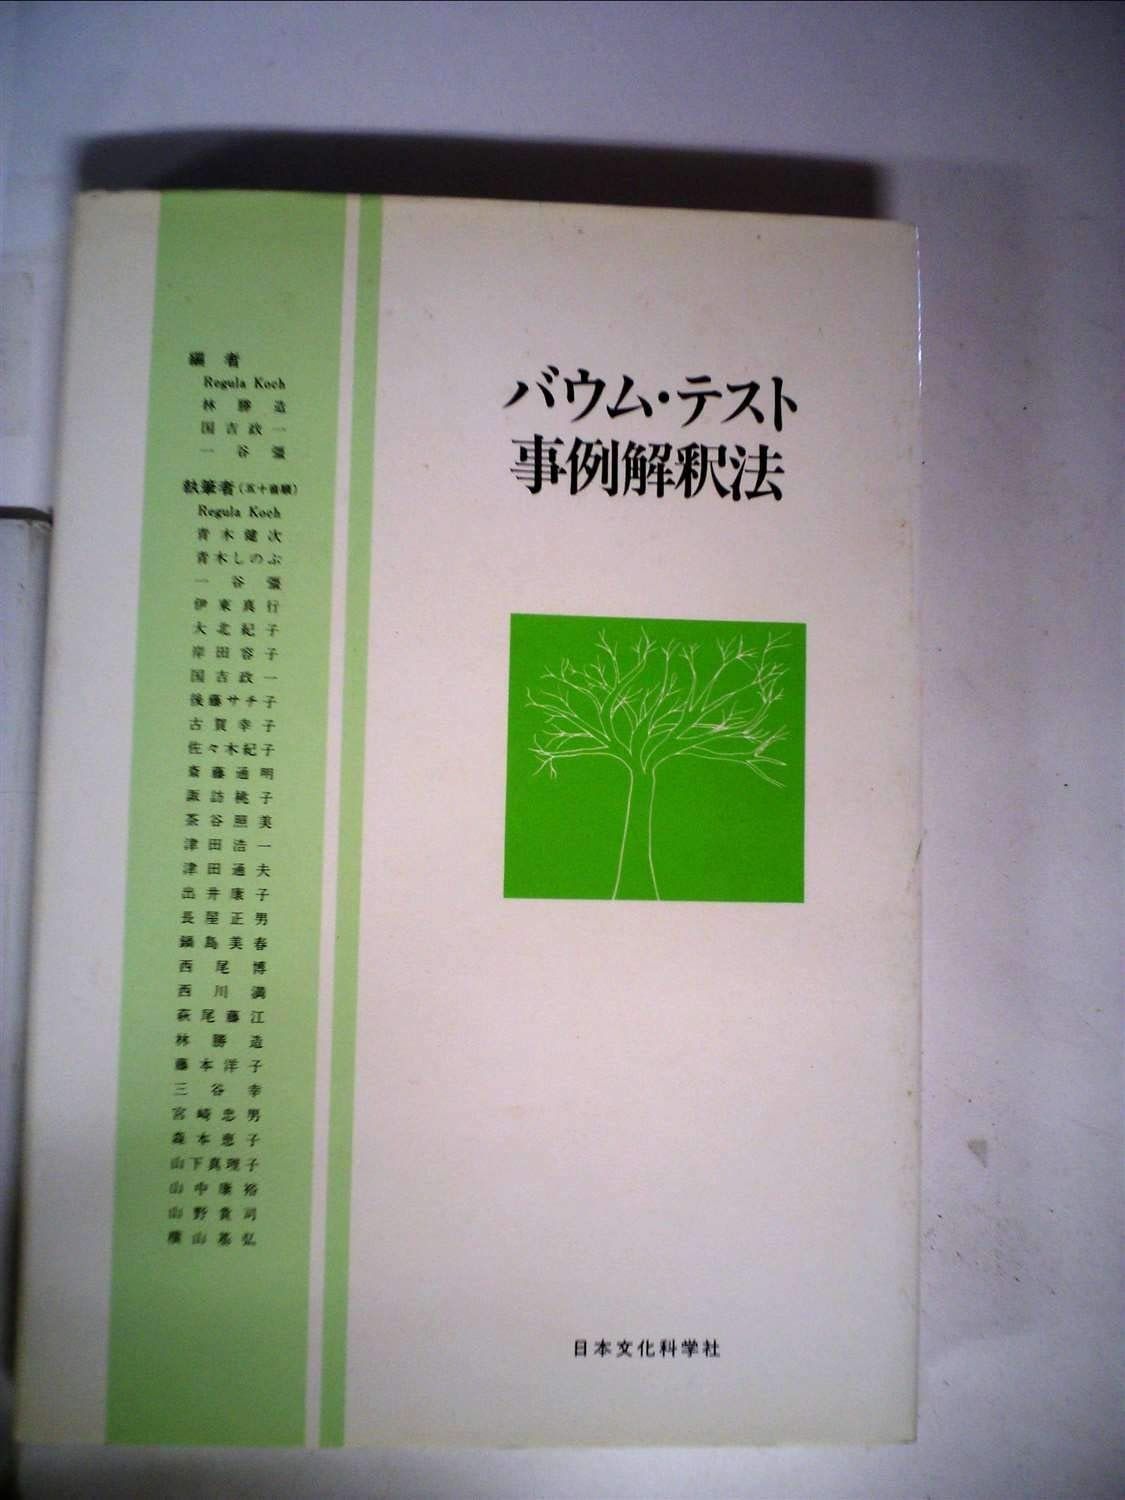 編者
Regula Koch
林勝造
国吉政一
一谷彊
執筆者(五十音順)
Regula Koch
青木健次
青木しのぶ
一谷彊
伊東真行
大北紀子
岸田容子
国吉政一
後藤サチ子
古賀幸子
佐々木紀子
斎藤通明
諏訪桃子
茶谷照美
津田浩一
津田通夫
出井康子
長屋正男
鍋島美春
西尾博
西川満
萩尾藤江
林勝造
藤本洋子
三谷幸
宮崎忠男
森本恵子
山下真理子
山中康裕
山野貴司
横山基弘
バウム・テスト
事例解釈法
日本文化科学社